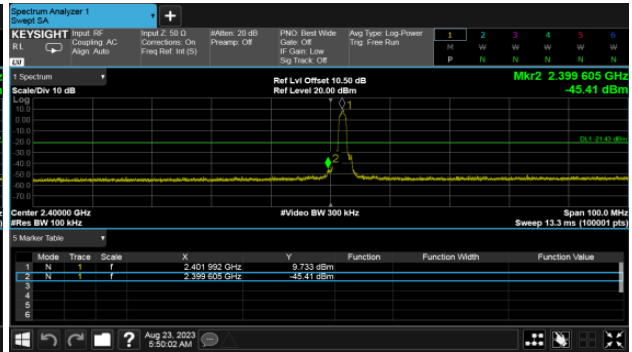 Spectrum Analyzer 1
Swept SA
+
KEYSIGHT Input: RF Input Z: 50 Ω #Atten: 20 dB PNO: Best Wide Avg Type: Log-Power 1 2 3 4 5 6
RL Coupling: AC Corrections: On Preamp: Off Gate: Off Trig: Free Run M W W W W W
Align: Auto Freq Ref: Int (S) IF Gain: Low
LXI Sig Track: Off P N N N N N
1 Spectrum Ref Lvl Offset 10.50 dB Mkr2 2.399 605 GHz
Scale/Div 10 dB Ref Level 20.00 dBm -45.41 dBm
Log
10.0
0.00
-10.0
-20.0
-30.0
-40.0
-50.0
-60.0
-70.0
1
DL1 -21.43 dBm
2
Center 2.40000 GHz #Video BW 300 kHz Span 100.0 MHz
#Res BW 100 kHz Sweep 13.3 ms (100001 pts)
5 Marker Table
Mode Trace Scale X Y Function Function Width Function Value
1 N 1 f 2.401 992 GHz 9.733 dBm
2 N 1 f 2.399 605 GHz -45.41 dBm
3
4
5
6
? Aug 23, 2023
5:50:02 AM